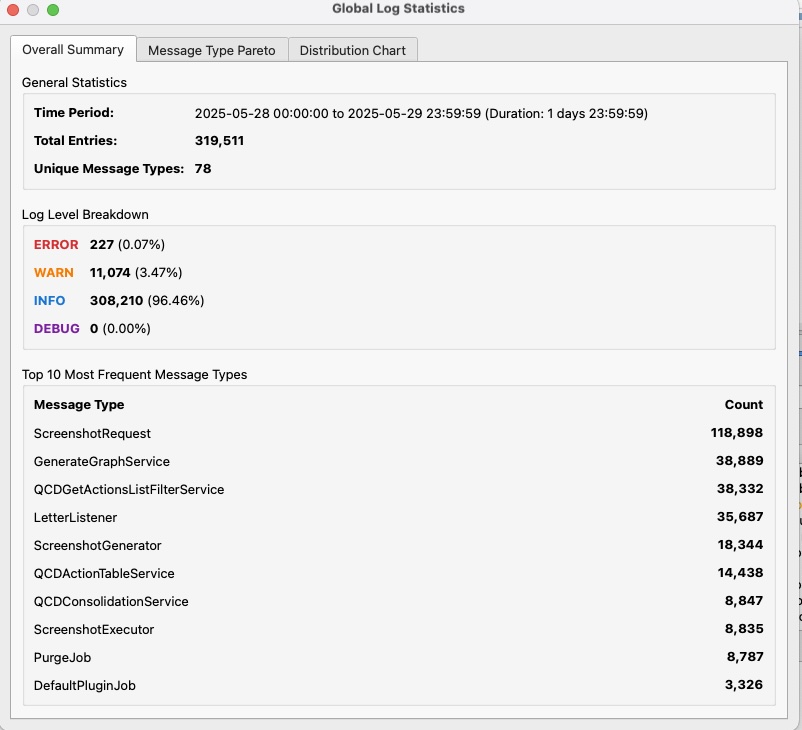 Global Log Statistics
Overall Summary Message Type Pareto Distribution Chart
General Statistics
Time Period: 2025-05-28 00:00:00 to 2025-05-29 23:59:59 (Duration: 1 days 23:59:59)
Total Entries: 319,511
Unique Message Types: 78
Log Level Breakdown
ERROR 227 (0.07%)
WARN 11,074 (3.47%)
INFO 308,210 (96.46%)
DEBUG 0 (0.00%)
Top 10 Most Frequent Message Types
Message Type Count
ScreenshotRequest 118,898
GenerateGraphService 38,889
QCDGetActionsListFilterService 38,332
LetterListener 35,687
ScreenshotGenerator 18,344
QCDActionTableService 14,438
QCDConsolidationService 8,847
ScreenshotExecutor 8,835
PurgeJob 8,787
DefaultPluginJob 3,326